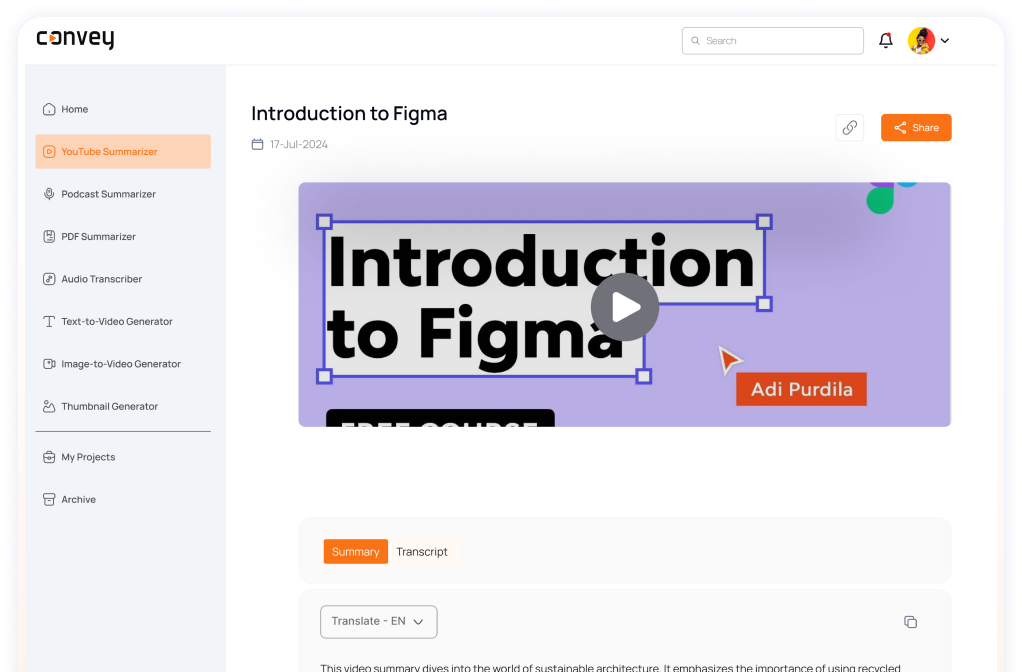 convey
Search
Home
YouTube Summarizer
Podcast Summarizer
PDF Summarizer
Audio Transcriber
Text-to-Video Generator
Image-to-Video Generator
Thumbnail Generator
My Projects
Archive
Introduction to Figma
17-Jul-2024
Share
Introduction
to Figma
Adi Purdila
FREE COURSE
Summary
Transcript
Translate - EN
This video summary dives into the world of sustainable architecture. It emphasizes the importance of using recycled